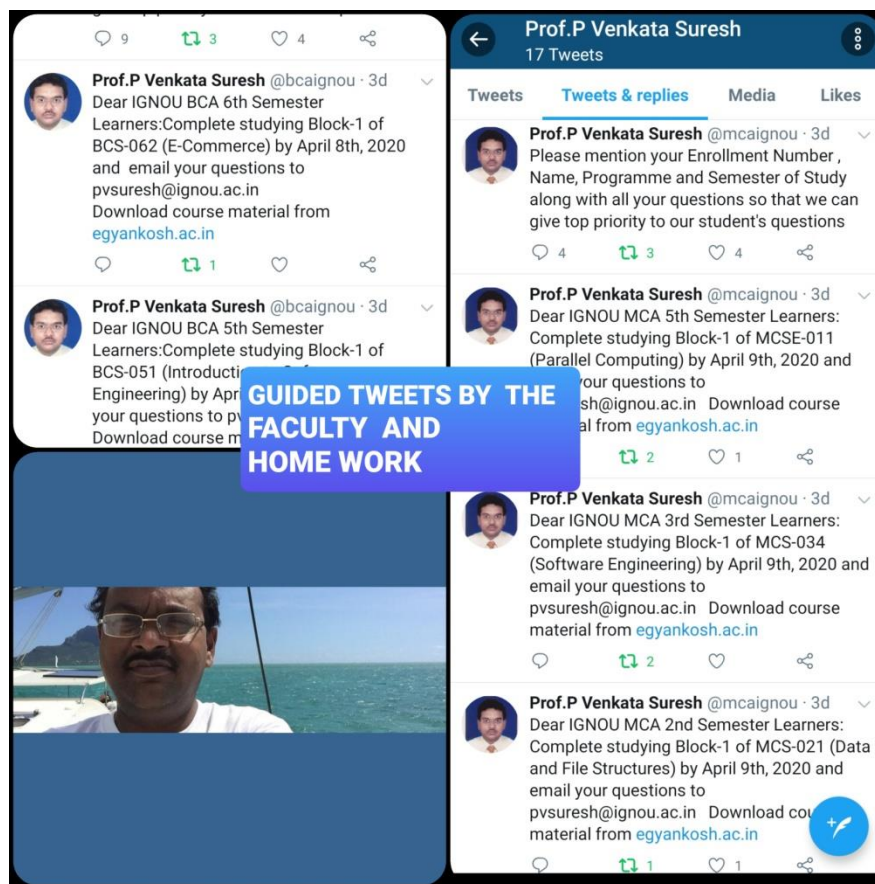 9 3 4
Prof.P Venkata Suresh @bcaignou · 3d
Dear IGNOU BCA 6th Semester
Learners:Complete studying Block-1 of
BCS-062 (E-Commerce) by April 8th, 2020
and email your questions to
pvsuresh@ignou.ac.in
Download course material from
egyankosh.ac.in
1
Prof.P Venkata Suresh @bcaignou · 3d
Dear IGNOU BCA 5th Semester
Learners:Complete studying Block-1 of
BCS-051
Engineering) by
your questions to
Download course
GUIDED TWEETS BY THE
FACULTY AND
HOME WORK
Prof.P Venkata Suresh
17 Tweets
Tweets Tweets & replies Media Likes
Prof.P Venkata Suresh @mcaignou · 3d
Please mention your Enrollment Number ,
Name, Programme and Semester of Study
along with all your questions so that we can
give top priority to our student's questions
4 3 4
Prof.P Venkata Suresh @mcaignou · 3d
Dear IGNOU MCA 5th Semester Learners:
Complete studying Block-1 of MCSE-011
(Parallel Computing) by April 9th, 2020 and
your questions to
sh@ignou.ac.in Download course
from egyankosh.ac.in
2 1
Prof.P Venkata Suresh @mcaignou · 3d
Dear IGNOU MCA 3rd Semester Learners:
Complete studying Block-1 of MCS-034
(Software Engineering) by April 9th, 2020 and
email your questions to
pvsuresh@ignou.ac.in Download course
material from egyankosh.ac.in
2
Prof.P Venkata Suresh @mcaignou · 3d
Dear IGNOU MCA 2nd Semester Learners:
Complete studying Block-1 of MCS-021 (Data
and File Structures) by April 9th, 2020 and
email your questions to
pvsuresh@ignou.ac.in Download
material from egyankosh.ac.in
1 1